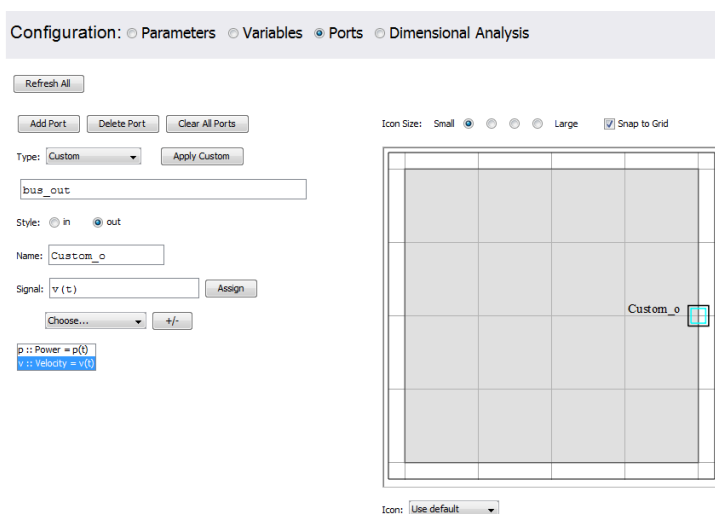 Configuration: Parameters Variables Ports Dimensional Analysis
Refresh All
Add Port Delete Port Clear All Ports
Type: Custom Apply Custom
bus_out
Style: in out
Name: Custom_o
Signal: v(t) Assign
Choose... +/-
p :: Power = p(t)
v :: Velocity = v(t)
Icon Size: Small Large Snap to Grid
Custom_o
Icon: Use default